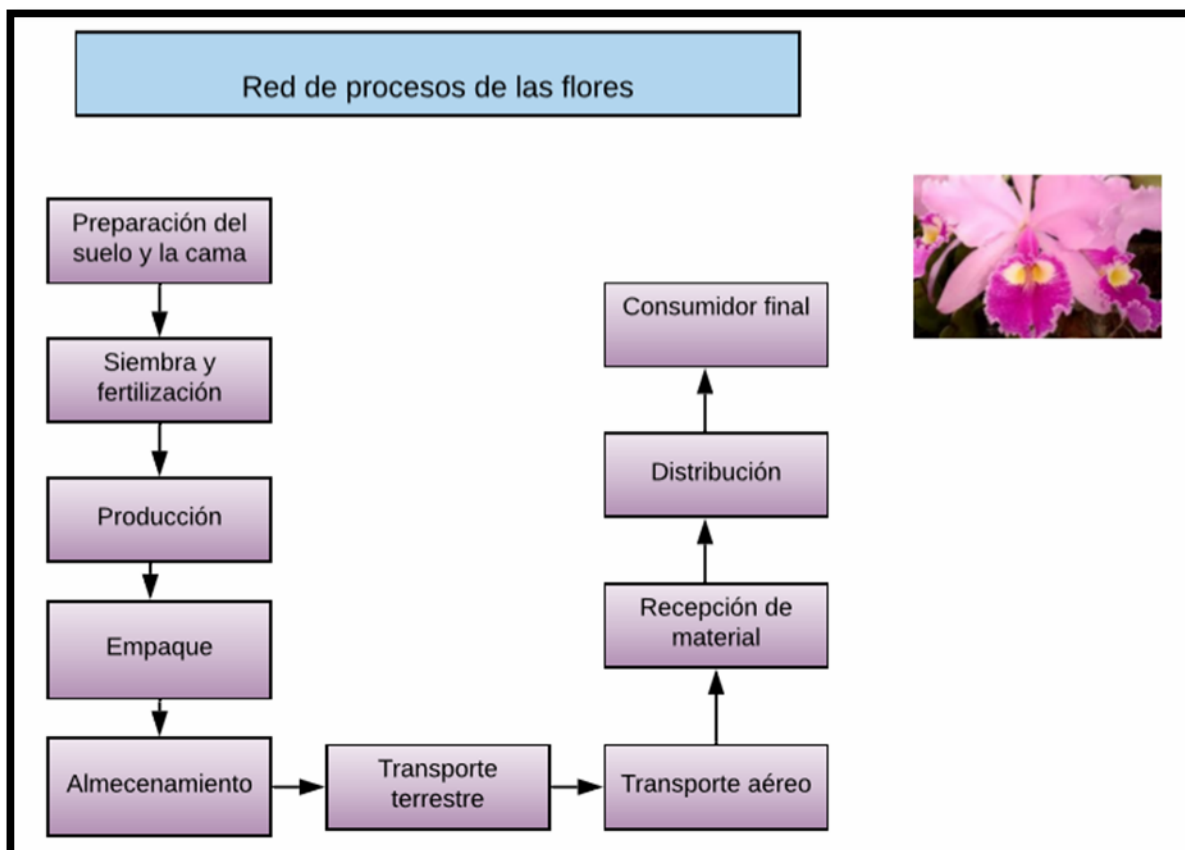 Red de procesos de las flores
Preparación del
suelo y la cama
Siembra y
fertilización
Producción
Empaque
Almecenamiento
Transporte
terrestre
Transporte aéreo
Recepción de
material
Distribución
Consumidor final